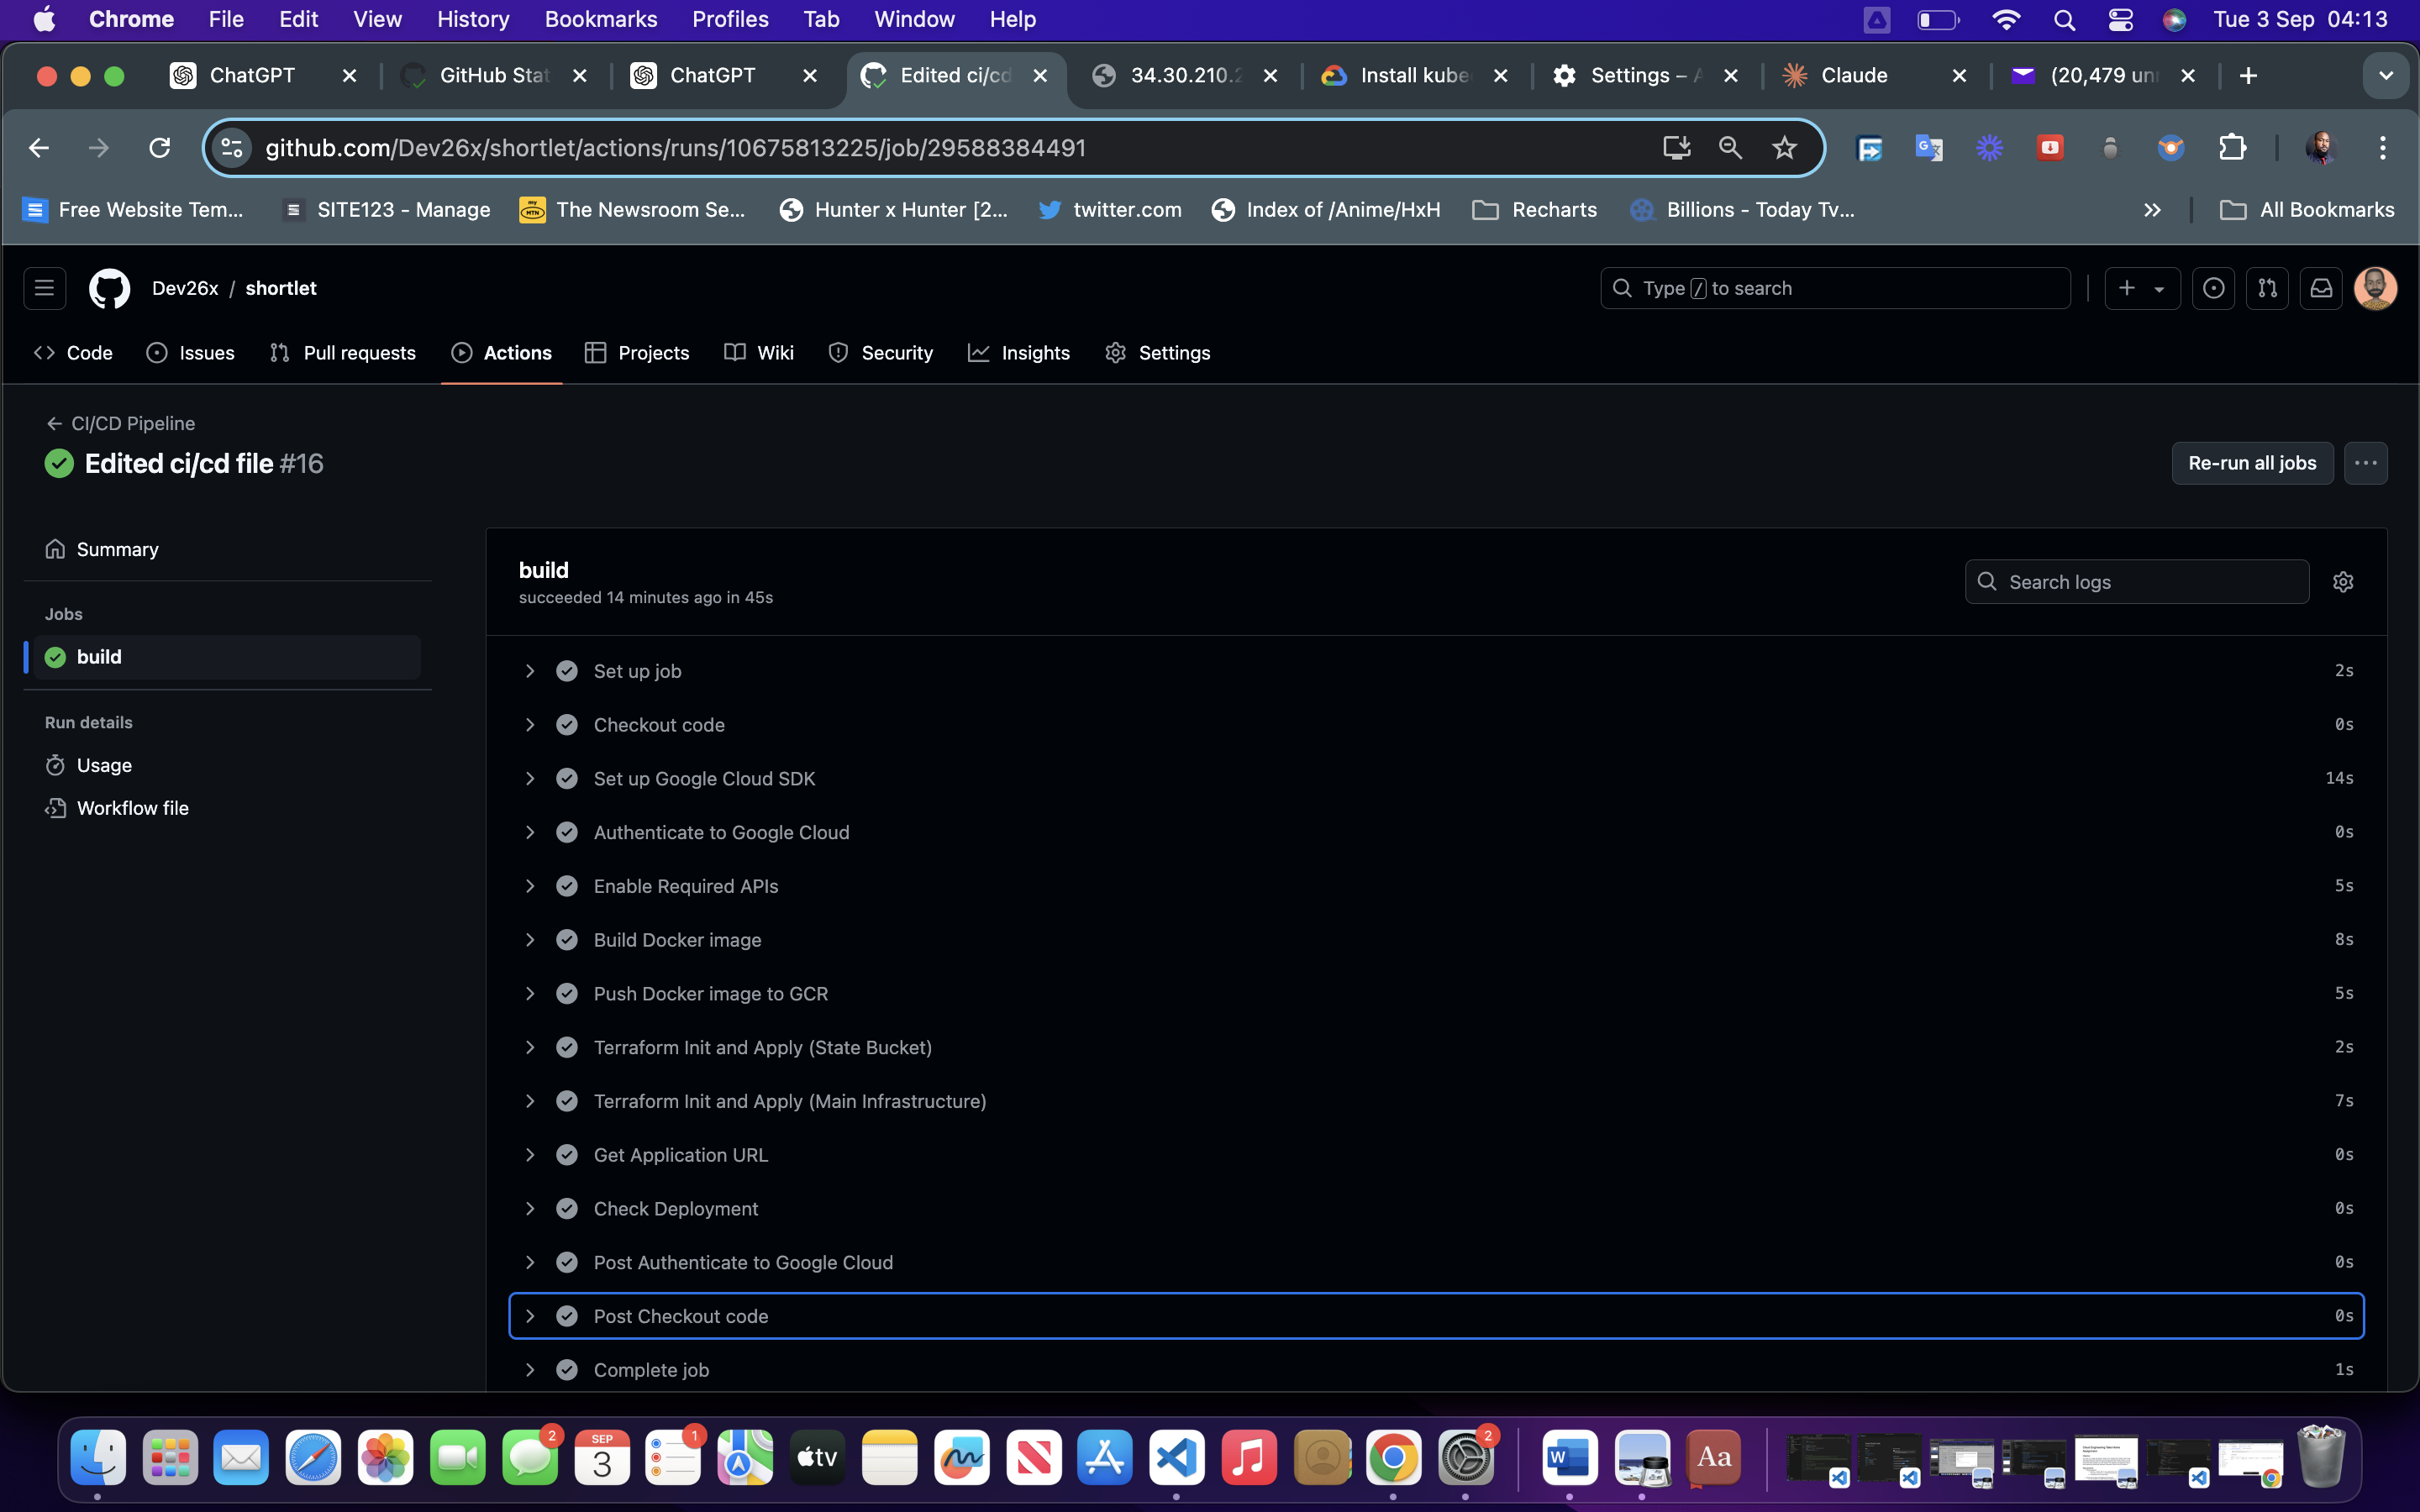 Chrome File Edit View History Bookmarks Profiles Tab Window Help Tue 3 Sep 04:13
ChatGPT GitHub Stat ChatGPT Edited ci/cd 34.30.210.2 Install kube Settings – A Claude (20,479 un
github.com/Dev26x/shortlet/actions/runs/10675813225/job/29588384491
Free Website Tem... SITE123 - Manage The Newsroom Se... Hunter x Hunter [2... twitter.com Index of /Anime/HxH Recharts Billions - Today Tv... All Bookmarks
Dev26x / shortlet Type / to search
Code Issues Pull requests Actions Projects Wiki Security Insights Settings
CI/CD Pipeline
Edited ci/cd file #16 Re-run all jobs
Summary
Jobs
build
Run details
Usage
Workflow file
build
succeeded 14 minutes ago in 45s
Search logs
Set up job 2s
Checkout code 0s
Set up Google Cloud SDK 14s
Authenticate to Google Cloud 0s
Enable Required APIs 5s
Build Docker image 8s
Push Docker image to GCR 5s
Terraform Init and Apply (State Bucket) 2s
Terraform Init and Apply (Main Infrastructure) 7s
Get Application URL 0s
Check Deployment 0s
Post Authenticate to Google Cloud 0s
Post Checkout code 0s
Complete job 1s
2 SEP 3 1 tv 2 W Aa